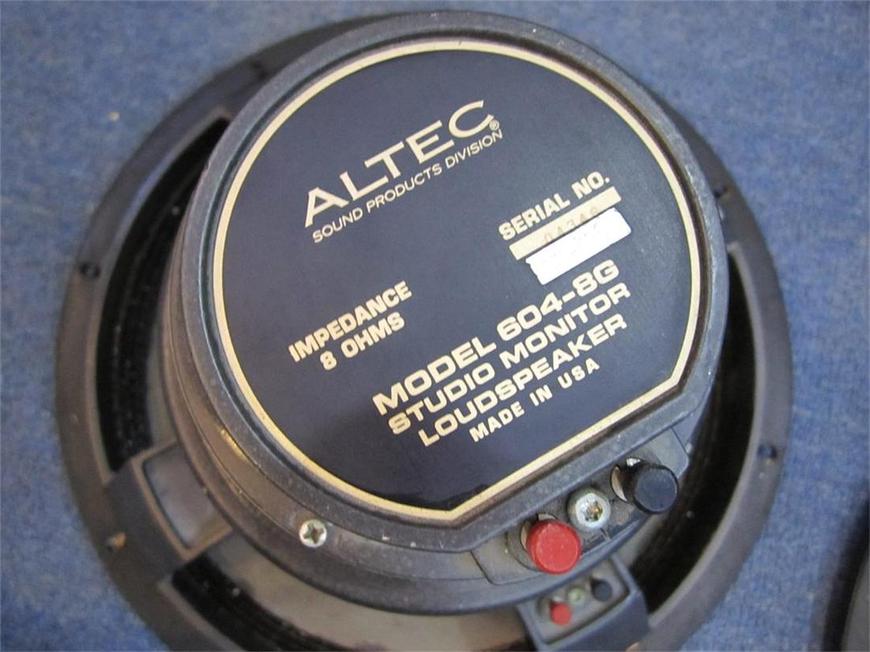 ALTEC®
SOUND PRODUCTS DIVISION
SERIAL NO.
IMPEDANCE
8 OHMS
MODEL 604-8G
STUDIO MONITOR
LOUDSPEAKER
MADE IN USA